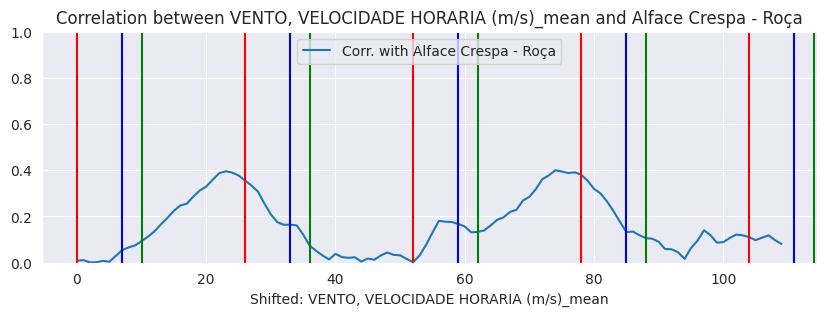 Correlation between VENTO, VELOCIDADE HORARIA (m/s)_mean and Alface Crespa - Roça
1.0
Corr. with Alface Crespa - Roça
0.8
0.6
0.4
0.2
0.0
0 20 40 60 80 100
Shifted: VENTO, VELOCIDADE HORARIA (m/s)_mean